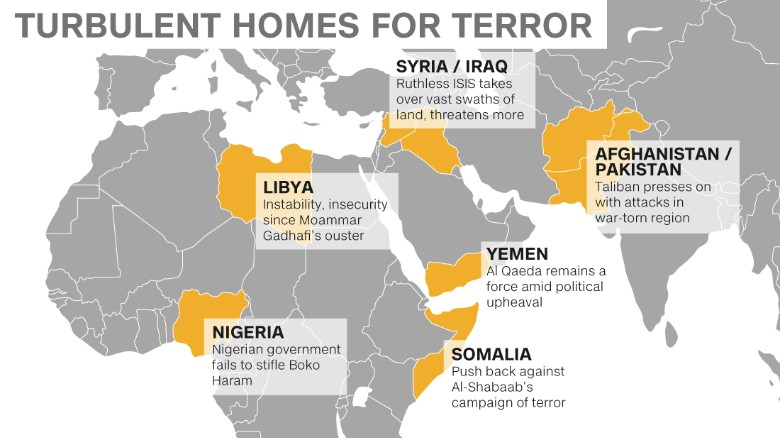 TURBULENT HOMES FOR TERROR
SYRIA / IRAQ
Ruthless ISIS takes
over vast swaths of
land, threatens more
AFGHANISTAN /
PAKISTAN
Taliban presses on
with attacks in
war-torn region
LIBYA
Instability, insecurity
since Moammar
Gadhafi's ouster
YEMEN
Al Qaeda remains a
force amid political
upheaval
NIGERIA
Nigerian government
fails to stifle Boko
Haram
SOMALIA
Push back against
Al-Shabaab's
campaign of terror